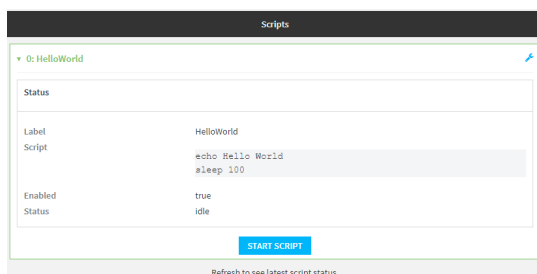 Scripts
0: HelloWorld
Status
Label HelloWorld
Script
echo Hello World
sleep 100
Enabled true
Status idle
START SCRIPT
Refresh to see latest script status